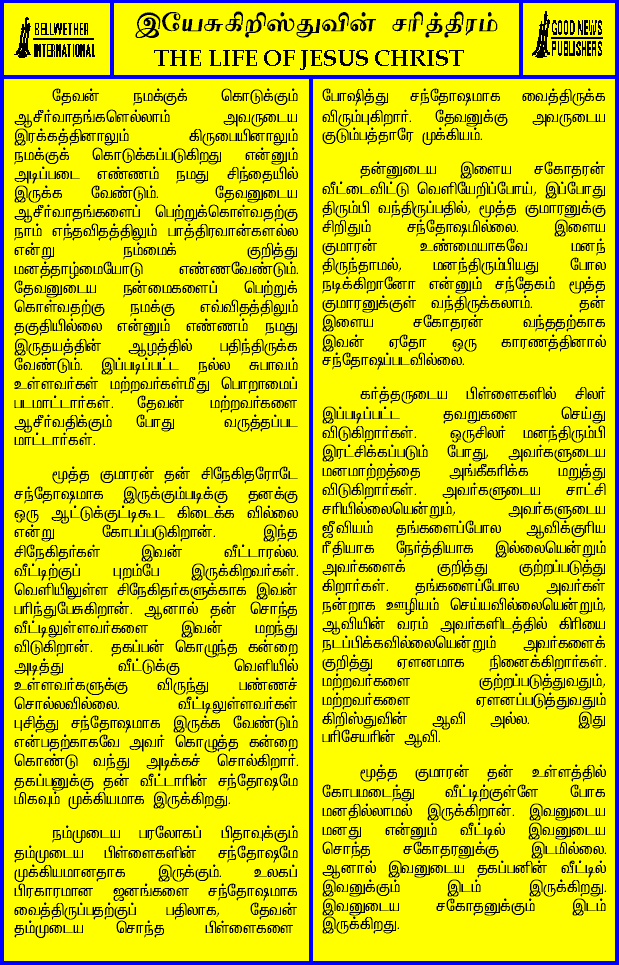 BELLWETHER
INTERNATIONAL
இயேசுகிறிஸ்துவின் சரித்திரம்
THE LIFE OF JESUS CHRIST
GOOD NEWS
PUBLISHERS
தேவன் நமக்குக் கொடுக்கும்
ஆசீர்வாதங்களெல்லாம் அவருடைய
இரக்கத்தினாலும் கிருபையினாலும்
நமக்குக் கொடுக்கப்படுகிறது என்னும்
அடிப்படை எண்ணம் நமது சிந்தையில்
இருக்க வேண்டும். தேவனுடைய
ஆசீர்வாதங்களைப் பெற்றுக்கொள்வதற்கு
நாம் எந்தவிதத்திலும் பாத்திரவான்களல்ல
என்று நம்மைக் குறித்து
மனத்தாழ்மையோடு எண்ணவேண்டும்.
தேவனுடைய நன்மைகளைப் பெற்றுக்
கொள்வதற்கு நமக்கு எவ்விதத்திலும்
தகுதியில்லை என்னும் எண்ணம் நமது
இருதயத்தின் ஆழத்தில் பதிந்திருக்க
வேண்டும். இப்படிப்பட்ட நல்ல சுபாவம்
உள்ளவர்கள் மற்றவர்கள்மீது பொறாமைப்
படமாட்டார்கள். தேவன் மற்றவர்களை
ஆசீர்வதிக்கும் போது வருத்தப்பட
மாட்டார்கள்.
மூத்த குமாரன் தன் சிநேகிதரோடே
சந்தோஷமாக இருக்கும்படிக்கு தனக்கு
ஒரு ஆட்டுக்குட்டிகூட கிடைக்க வில்லை
என்று கோபப்படுகிறான். இந்த
சிநேகிதர்கள் இவன் வீட்டாரல்ல.
வீட்டிற்குப் புறம்பே இருக்கிறவர்கள்.
வெளியிலுள்ள சிநேகிதர்களுக்காக இவன்
பரிந்துபேசுகிறான். ஆனால் தன் சொந்த
வீட்டிலுள்ளவர்களை இவன் மறந்து
விடுகிறான். தகப்பன் கொழுந்த கன்றை
அடித்து வீட்டுக்கு வெளியில்
உள்ளவர்களுக்கு விருந்து பண்ணச்
சொல்லவில்லை. வீட்டிலுள்ளவர்கள்
புசித்து சந்தோஷமாக இருக்க வேண்டும்
என்பதற்காகவே அவர் கொழுத்த கன்றை
கொண்டு வந்து அடிக்கச் சொல்கிறார்.
தகப்பனுக்கு தன் வீட்டாரின் சந்தோஷமே
மிகவும் முக்கியமாக இருக்கிறது.
நம்முடைய பரலோகப் பிதாவுக்கும்
தம்முடைய பிள்ளைகளின் சந்தோஷமே
முக்கியமானதாக இருக்கும். உலகப்
பிரகாரமான ஜனங்களை சந்தோஷமாக
வைத்திருப்பதற்குப் பதிலாக, தேவன்
தம்முடைய சொந்த பிள்ளைகளை
போஷித்து சந்தோஷமாக வைத்திருக்க
விரும்புகிறார். தேவனுக்கு அவருடைய
குடும்பத்தாரே முக்கியம்.
தன்னுடைய இளைய சகோதரன்
வீட்டைவிட்டு வெளியேறிப்போய், இப்போது
திரும்பி வந்திருப்பதில், மூத்த குமாரனுக்கு
சிறிதும் சந்தோஷமில்லை. இளைய
குமாரன் உண்மையாகவே மனந்
திருந்தாமல், மனந்திரும்பியது போல
நடிக்கிறானோ என்னும் சந்தேகம் மூத்த
குமாரனுக்குள் வந்திருக்கலாம். தன்
இளைய சகோதரன் வந்ததற்காக
இவன் ஏதோ ஒரு காரணத்தினால்
சந்தோஷப்படவில்லை.
கர்த்தருடைய பிள்ளைகளில் சிலர்
இப்படிப்பட்ட தவறுகளை செய்து
விடுகிறார்கள். ஒருசிலர் மனந்திரும்பி
இரட்சிக்கப்படும் போது, அவர்களுடைய
மனமாற்றத்தை அங்கீகரிக்க மறுத்து
விடுகிறார்கள். அவர்களுடைய சாட்சி
சரியில்லையென்றும், அவர்களுடைய
ஜீவியம் தங்களைப்போல ஆவிக்குரிய
ரீதியாக நேர்த்தியாக இல்லையென்றும்
அவர்களைக் குறித்து குற்றப்படுத்து
கிறார்கள். தங்களைப்போல அவர்கள்
நன்றாக ஊழியம் செய்யவில்லையென்றும்,
ஆவியின் வரம் அவர்களிடத்தில் கிரியை
நடப்பிக்கவில்லையென்றும் அவர்களைக்
குறித்து ஏளனமாக நினைக்கிறார்கள்.
மற்றவர்களை குற்றப்படுத்துவதும்,
மற்றவர்களை ஏளனப்படுத்துவதும்
கிறிஸ்துவின் ஆவி அல்ல. இது
பரிசேயரின் ஆவி.
மூத்த குமாரன் தன் உள்ளத்தில்
கோபமடைந்து வீட்டிற்குள்ளே போக
மனதில்லாமல் இருக்கிறான். இவனுடைய
மனது என்னும் வீட்டில் இவனுடைய
சொந்த சகோதரனுக்கு இடமில்லை.
ஆனால் இவனுடைய தகப்பனின் வீட்டில்
இவனுக்கும் இடம் இருக்கிறது.
இவனுடைய சகோதனுக்கும் இடம்
இருக்கிறது.